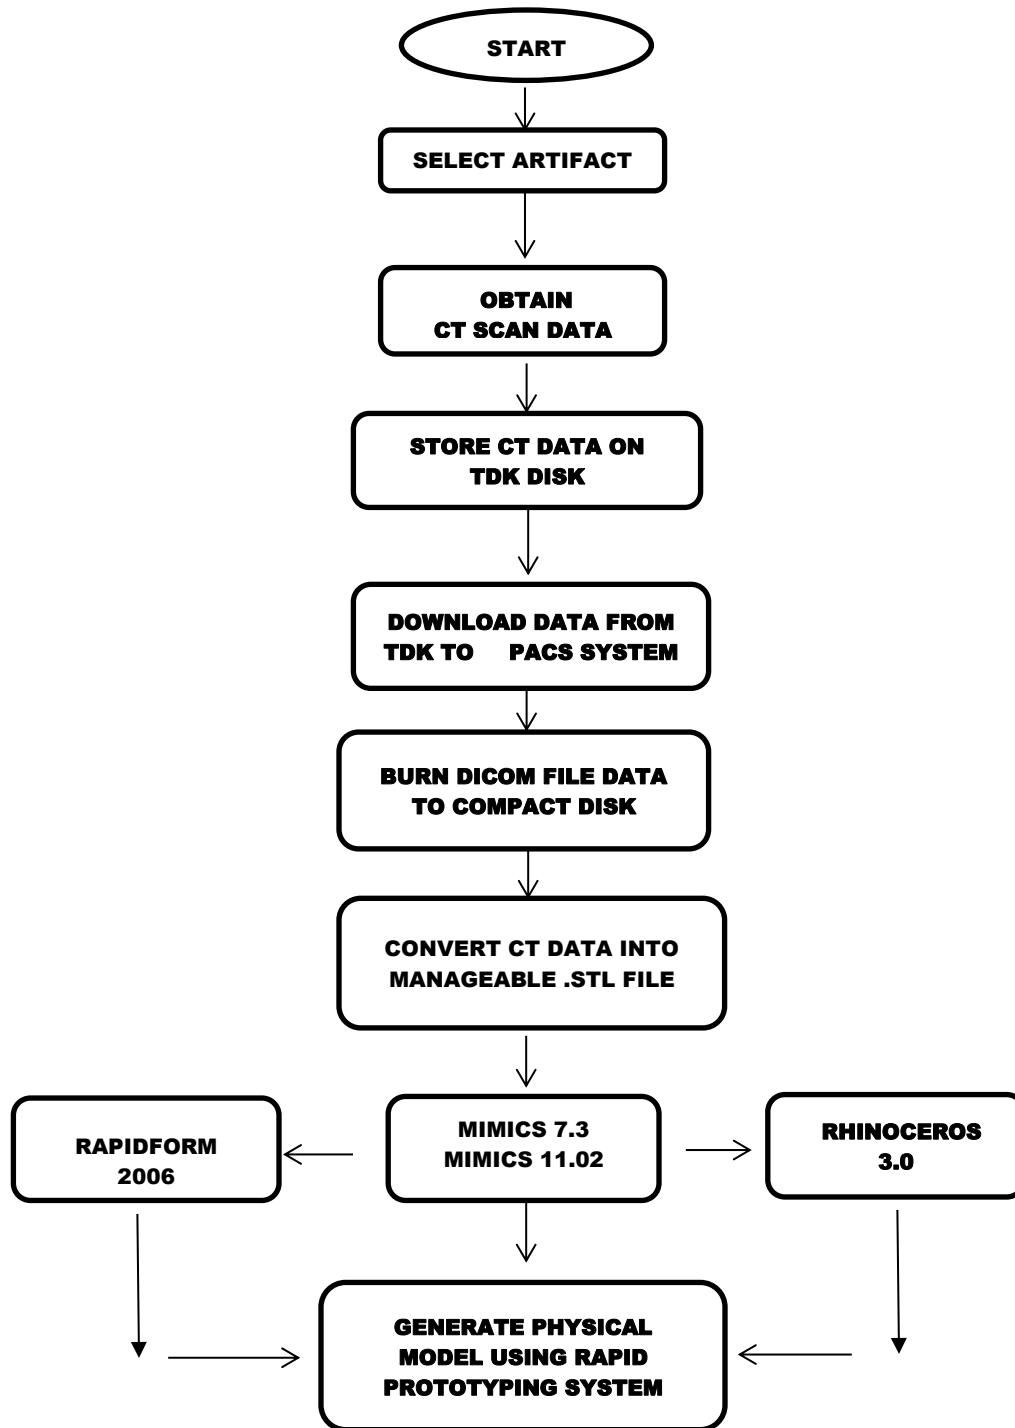 START
SELECT ARTIFACT
OBTAIN
CT SCAN DATA
STORE CT DATA ON
TDK DISK
DOWNLOAD DATA FROM
TDK TO PACS SYSTEM
BURN DICOM FILE DATA
TO COMPACT DISK
CONVERT CT DATA INTO
MANAGEABLE .STL FILE
RAPIDFORM
2006
MIMICS 7.3
MIMICS 11.02
RHINOCEROS
3.0
GENERATE PHYSICAL
MODEL USING RAPID
PROTOTYPING SYSTEM